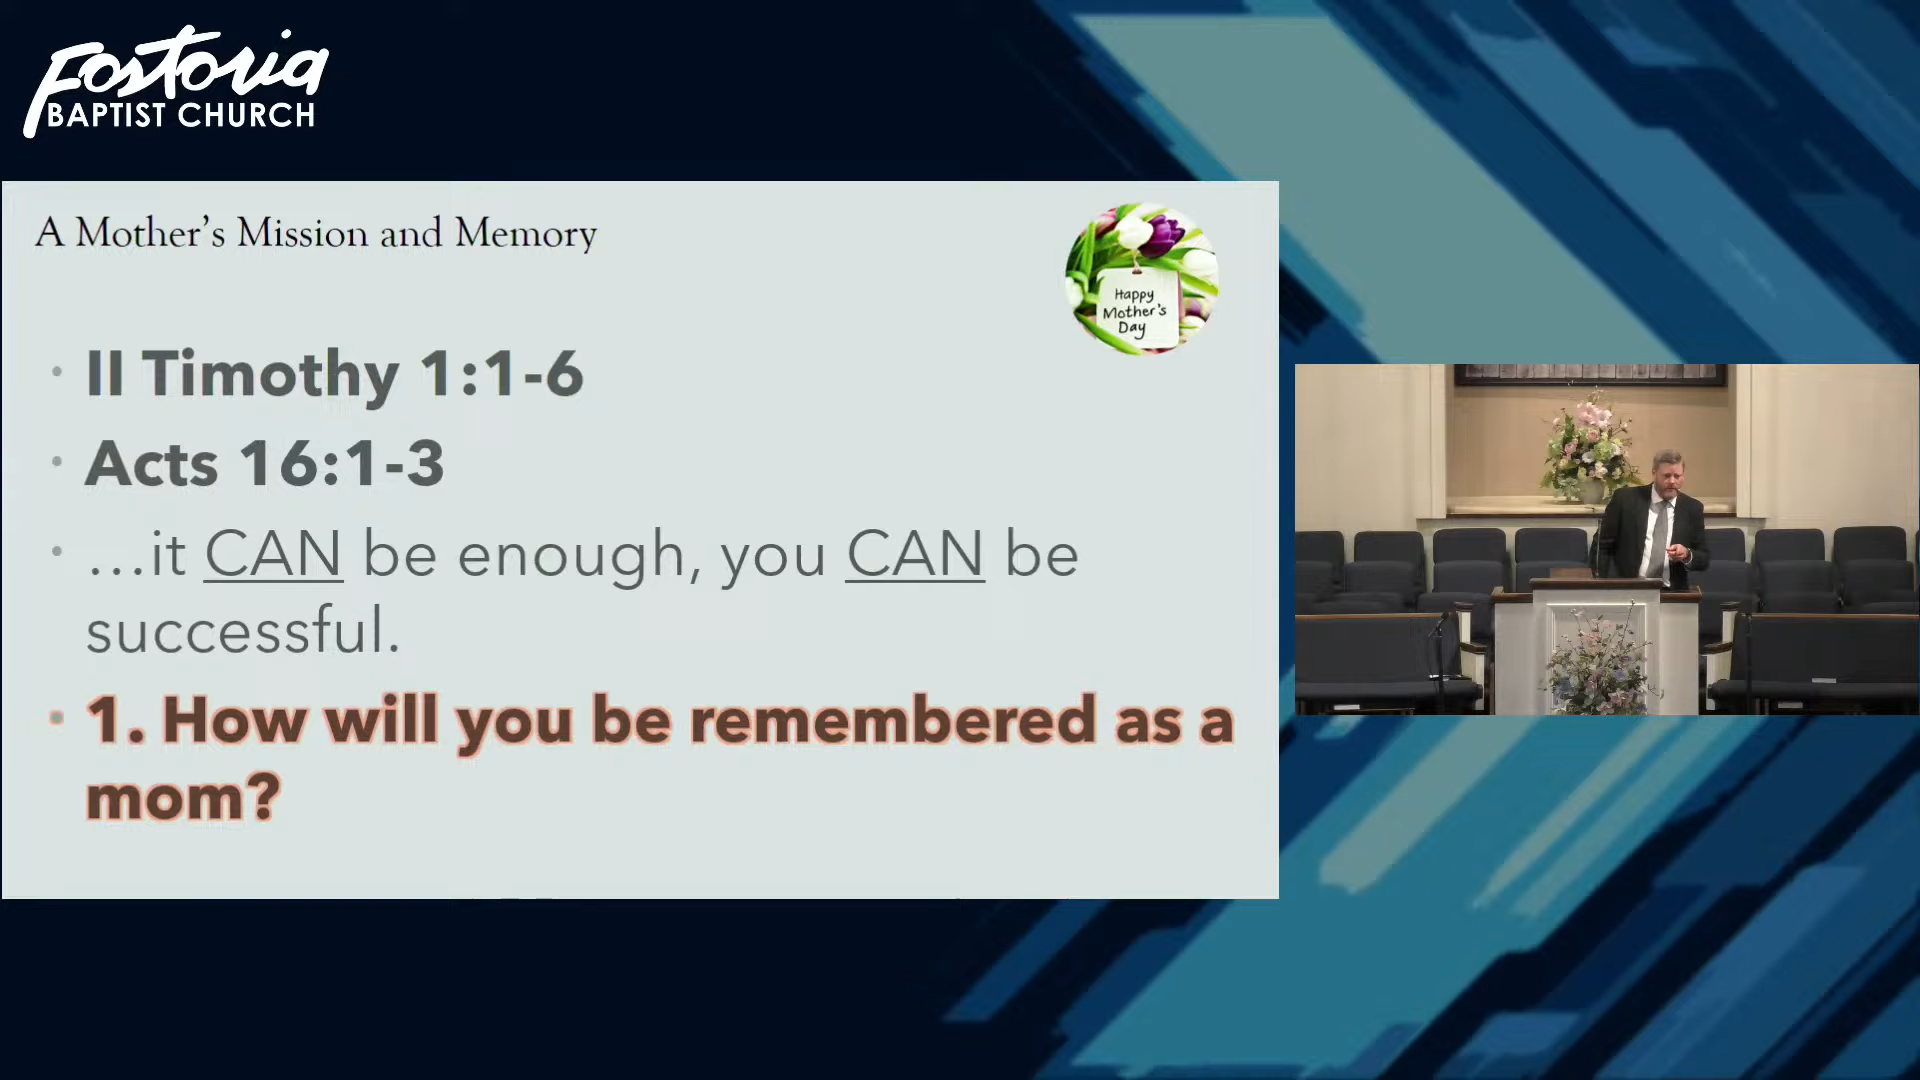 Fostoria
BAPTIST CHURCH
A Mother's Mission and Memory
Happy
Mother's
Day
• II Timothy 1:1-6
• Acts 16:1-3
• …it CAN be enough, you CAN be
successful.
• 1. How will you be remembered as a
mom?